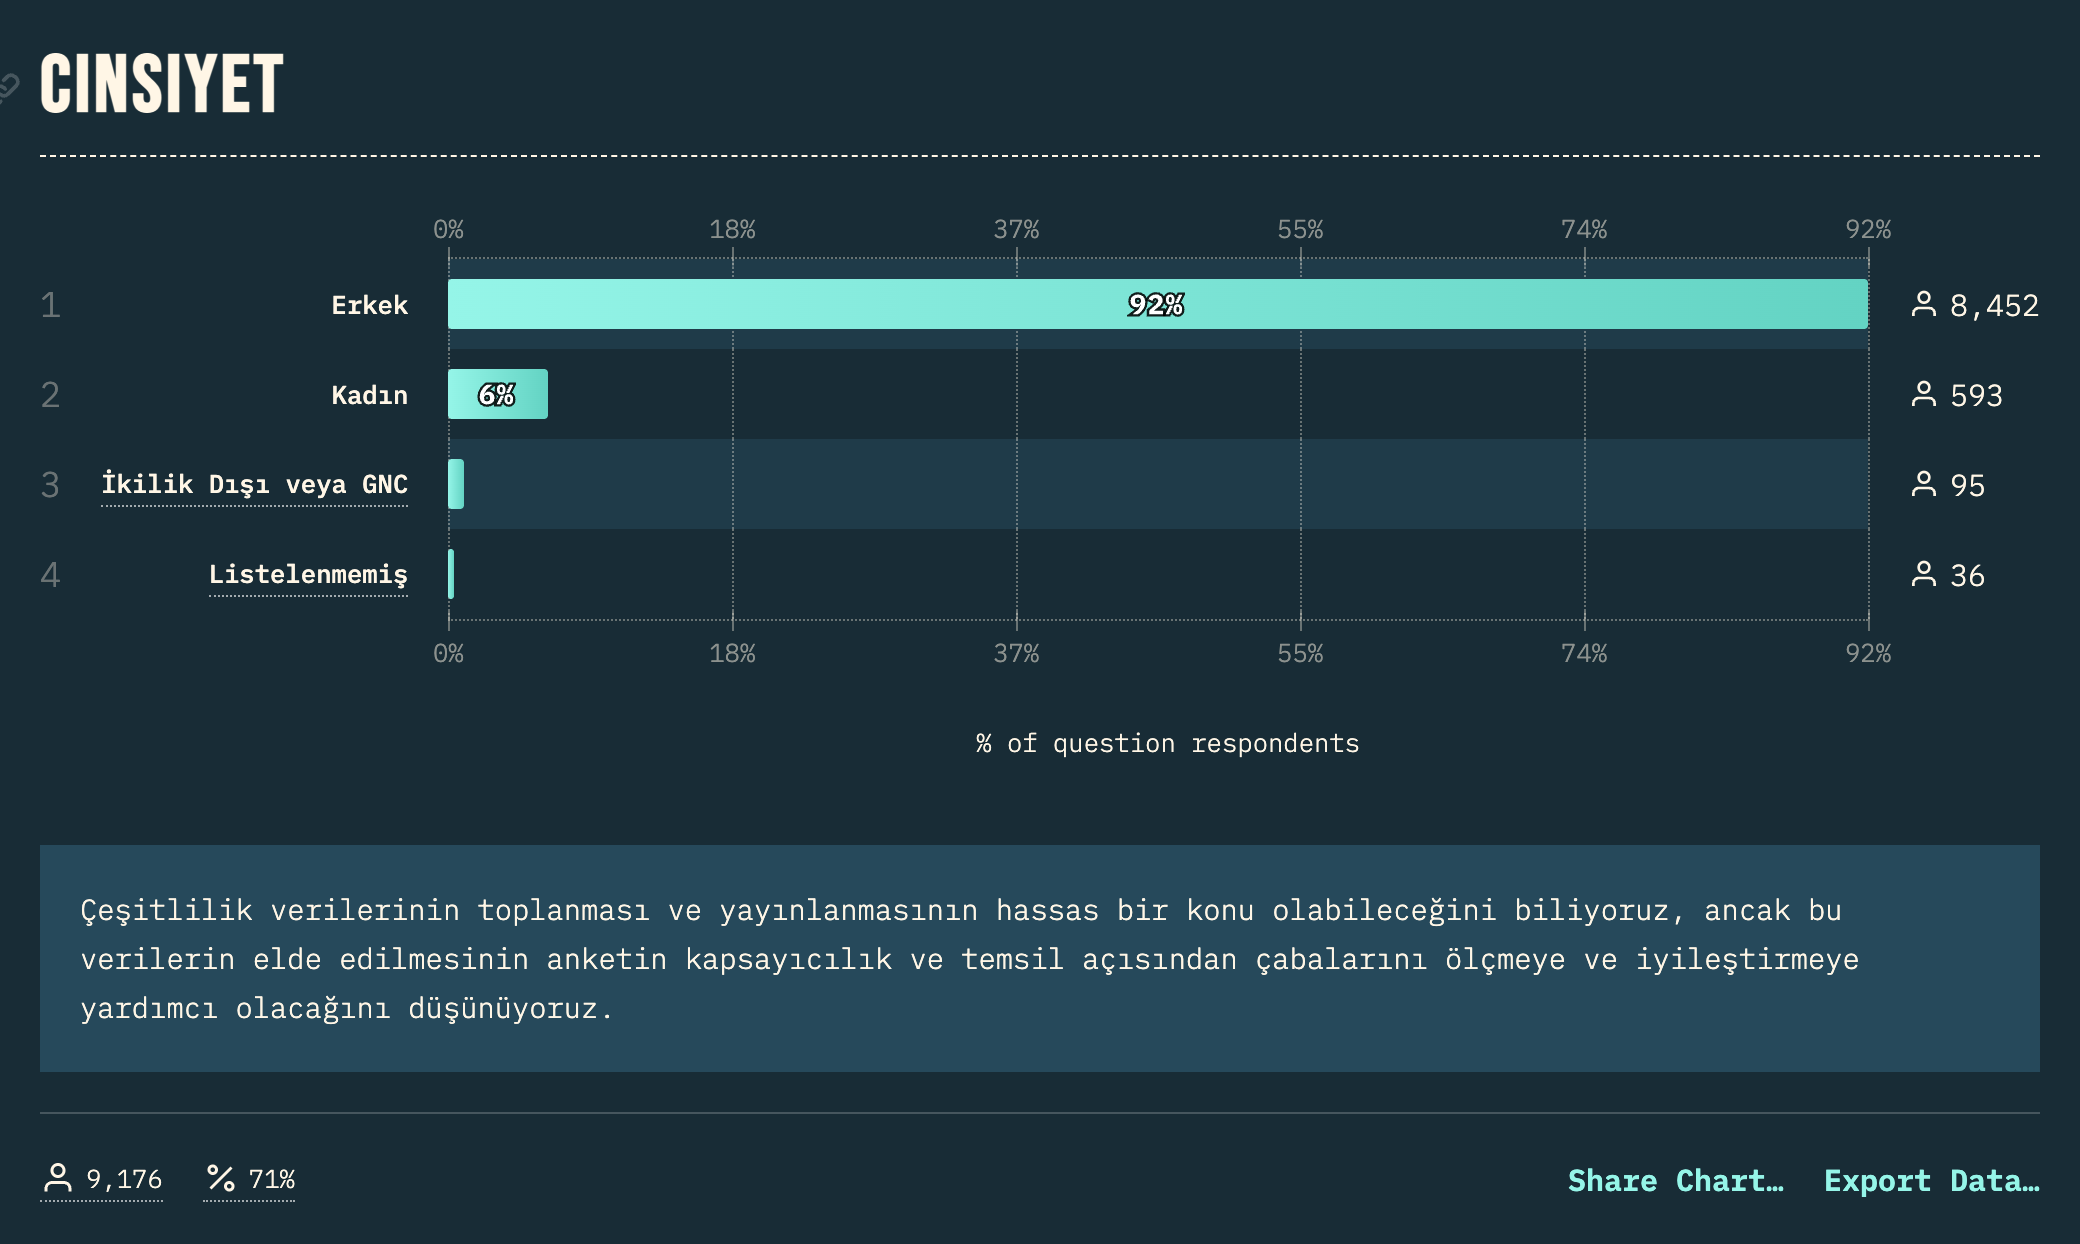 CINSIYET
0% 18% 37% 55% 74% 92%
1 Erkek 92% 8,452
2 Kadın 6% 593
3 İkilik Dışı veya GNC 95
4 Listelenmemiş 36
0% 18% 37% 55% 74% 92%
% of question respondents
Çeşitlilik verilerinin toplanması ve yayınlanmasının hassas bir konu olabileceğini biliyoruz, ancak bu
verilerin elde edilmesinin anketin kapsayıcılık ve temsil açısından çabalarını ölçmeye ve iyileştirmeye
yardımcı olacağını düşünüyoruz.
9,176 71% Share Chart… Export Data…